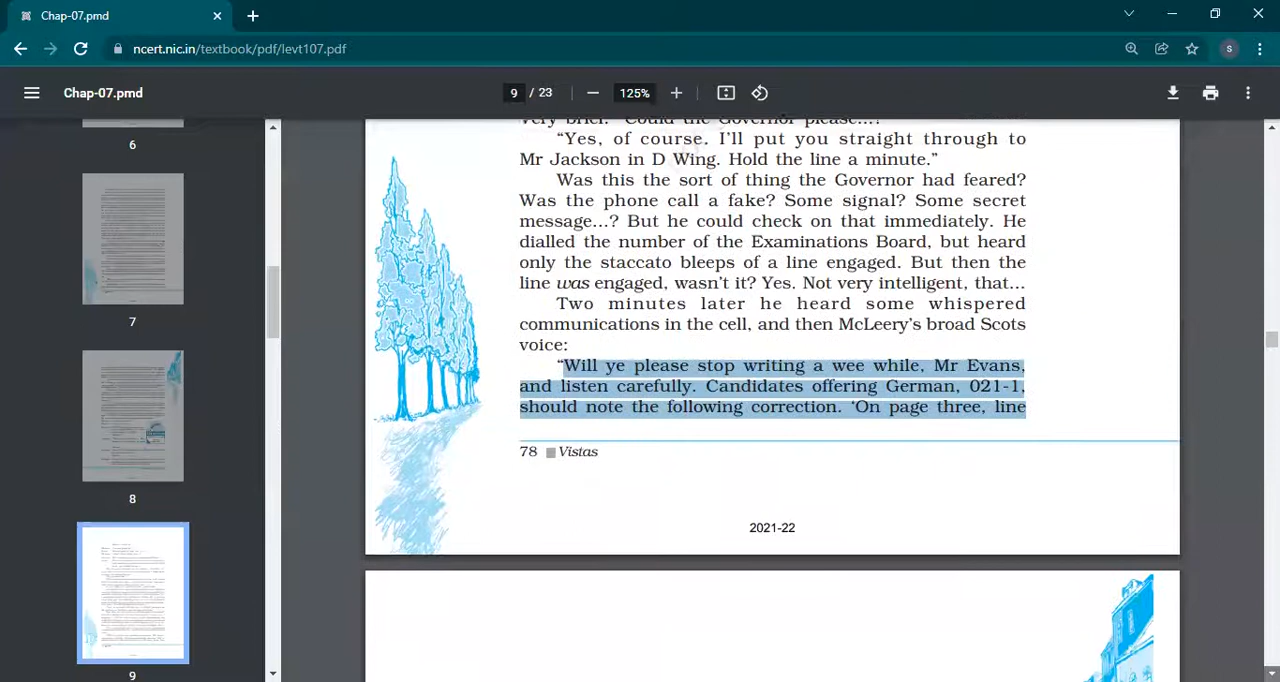 Chap-07.pmd
ncert.nic.in/textbook/pdf/levt107.pdf
S
Chap-07.pmd
9 / 23
125%
6
7
8
9
very brief. “Could the Governor please...?”
“Yes, of course. I’ll put you straight through to
Mr Jackson in D Wing. Hold the line a minute.”
Was this the sort of thing the Governor had feared?
Was the phone call a fake? Some signal? Some secret
message...? But he could check on that immediately. He
dialled the number of the Examinations Board, but heard
only the staccato bleeps of a line engaged. But then the
line was engaged, wasn’t it? Yes. Not very intelligent, that...
Two minutes later he heard some whispered
communications in the cell, and then McLeery’s broad Scots
voice:
“Will ye please stop writing a wee while, Mr Evans,
and listen carefully. Candidates offering German, 021-1,
should note the following correction. ‘On page three, line
78 Vistas
2021-22